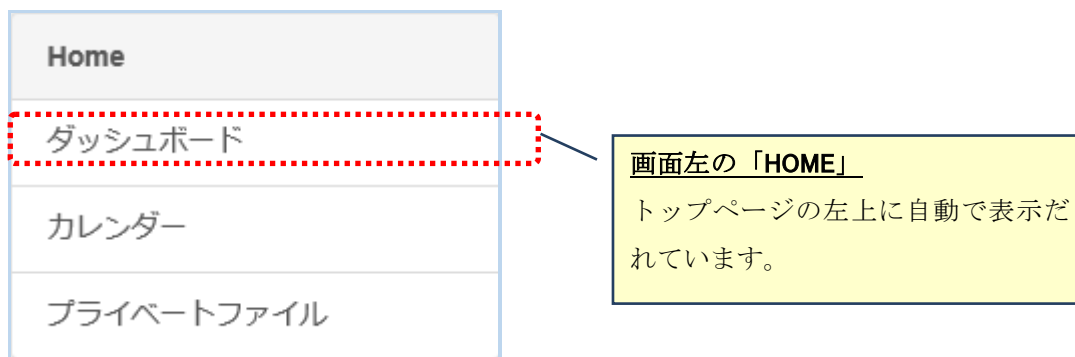 Home
ダッシュボード
カレンダー
プライベートファイル
画面左の「HOME」
トップページの左上に自動で表示だ
れています。